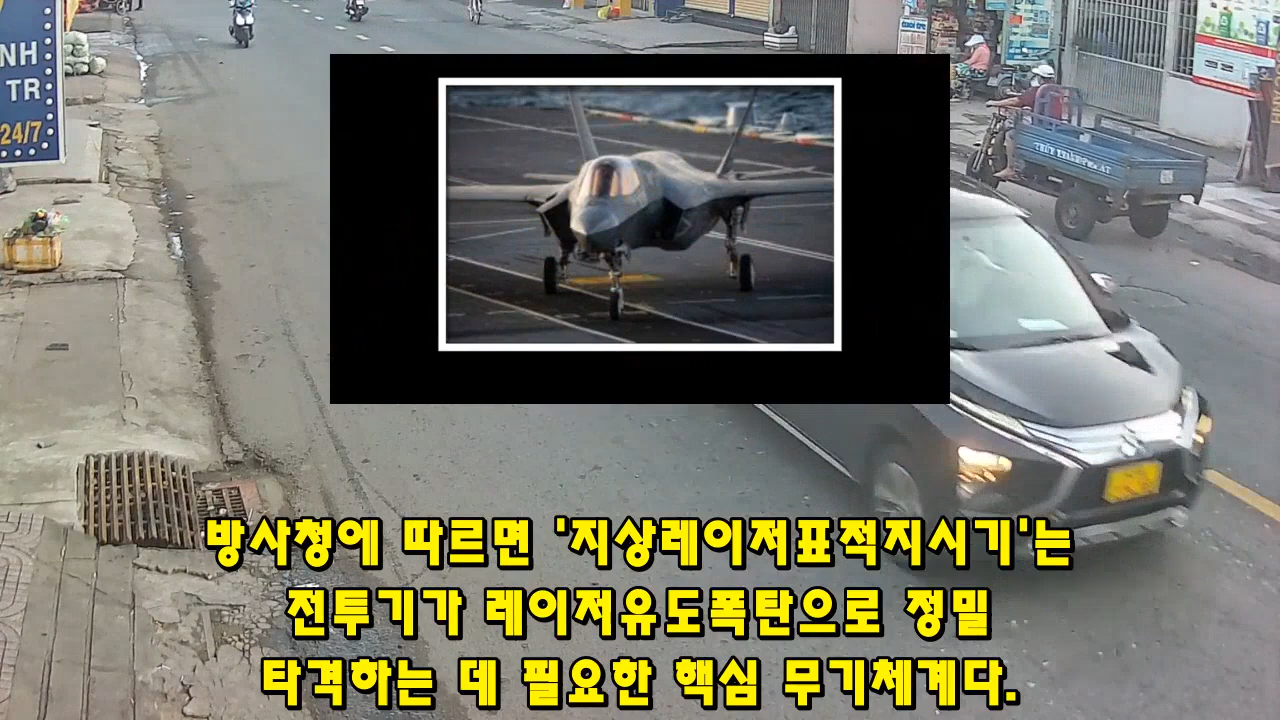 NH
TR
24/7
방사청에 따르면 '지상레이저표적지시기'는
전투기가 레이저유도폭탄으로 정밀
타격하는 데 필요한 핵심 무기체계다.